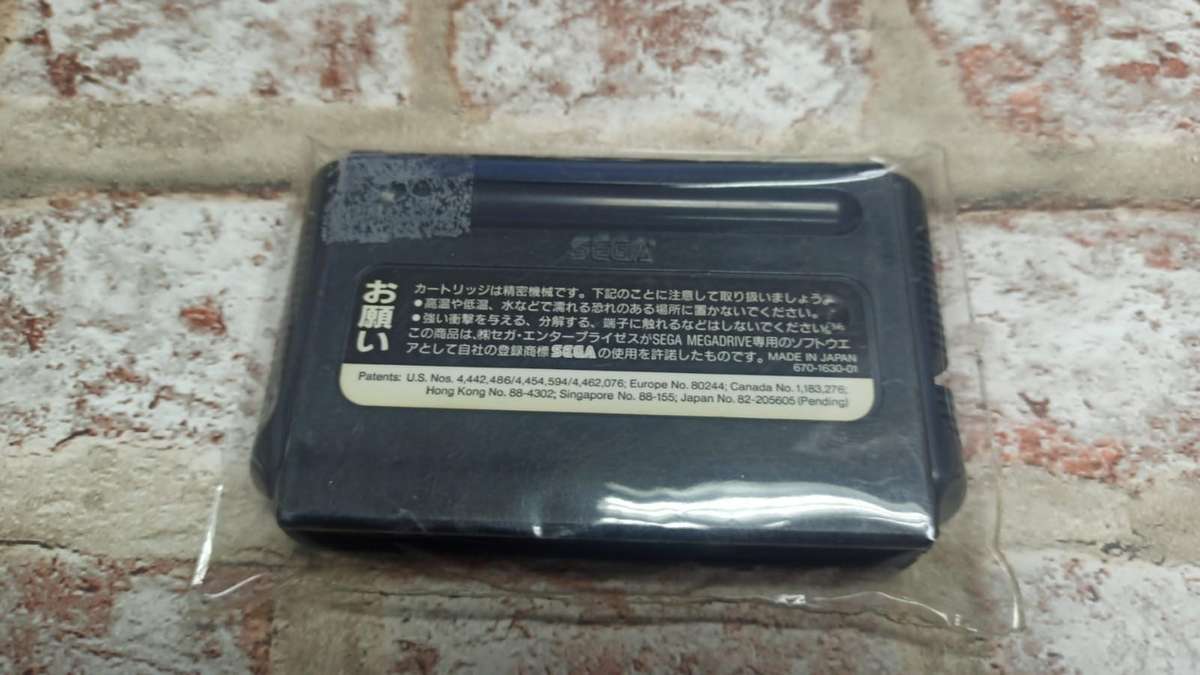 SEGA
お願い
カートリッジは精密機械です。下記のことに注意して取り扱いましょう。
●高温や低温、水などで濡れる恐れのある場所に置かないでください。
●強い衝撃を与える、分解する、端子に触れるなどはしないでください。
この商品は、㈱セガ・エンタープライゼスがSEGA MEGADRIVE専用のソフトウエ
アとして自社の登録商標SEGAの使用を許諾したものです。 MADE IN JAPAN
670-1630-01
Patents: U.S. Nos. 4,442,486/4,454,594/4,462,076; Europe No. 80244; Canada No. 1,183,276;
Hong Kong No. 88-4302; Singapore No. 88-155; Japan No. 82-205605 (Pending)